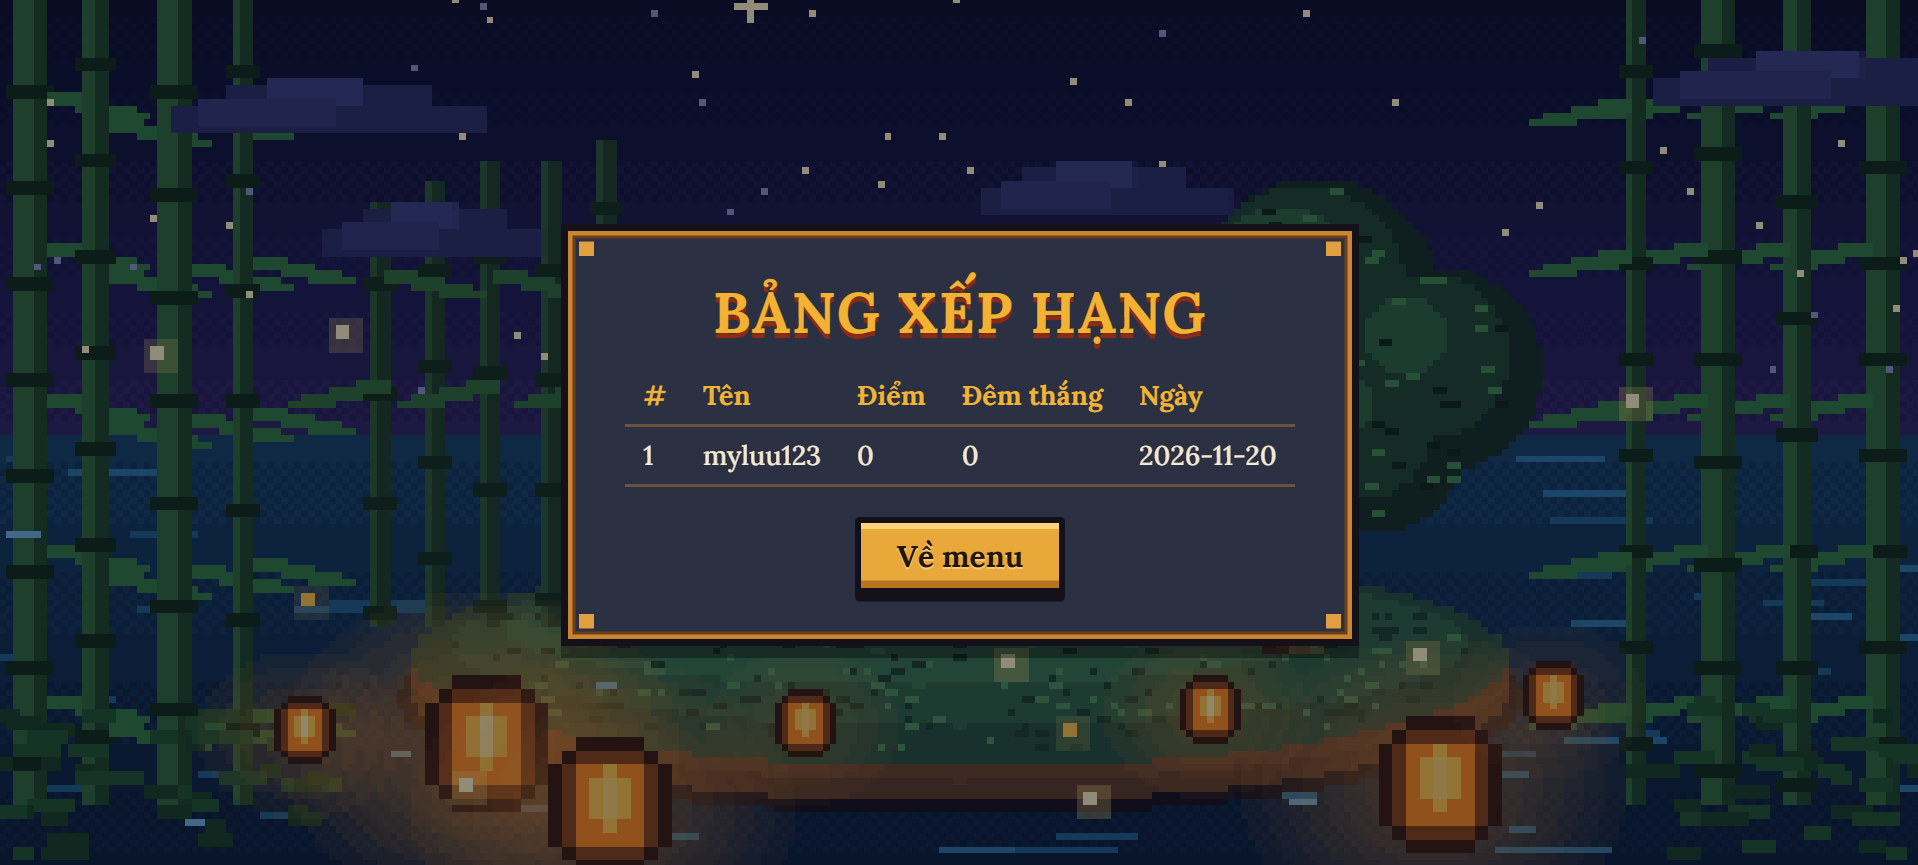 BẢNG XẾP HẠNG
# Tên Điểm Đêm thắng Ngày
1 myluu123 0 0 2026-11-20
Về menu